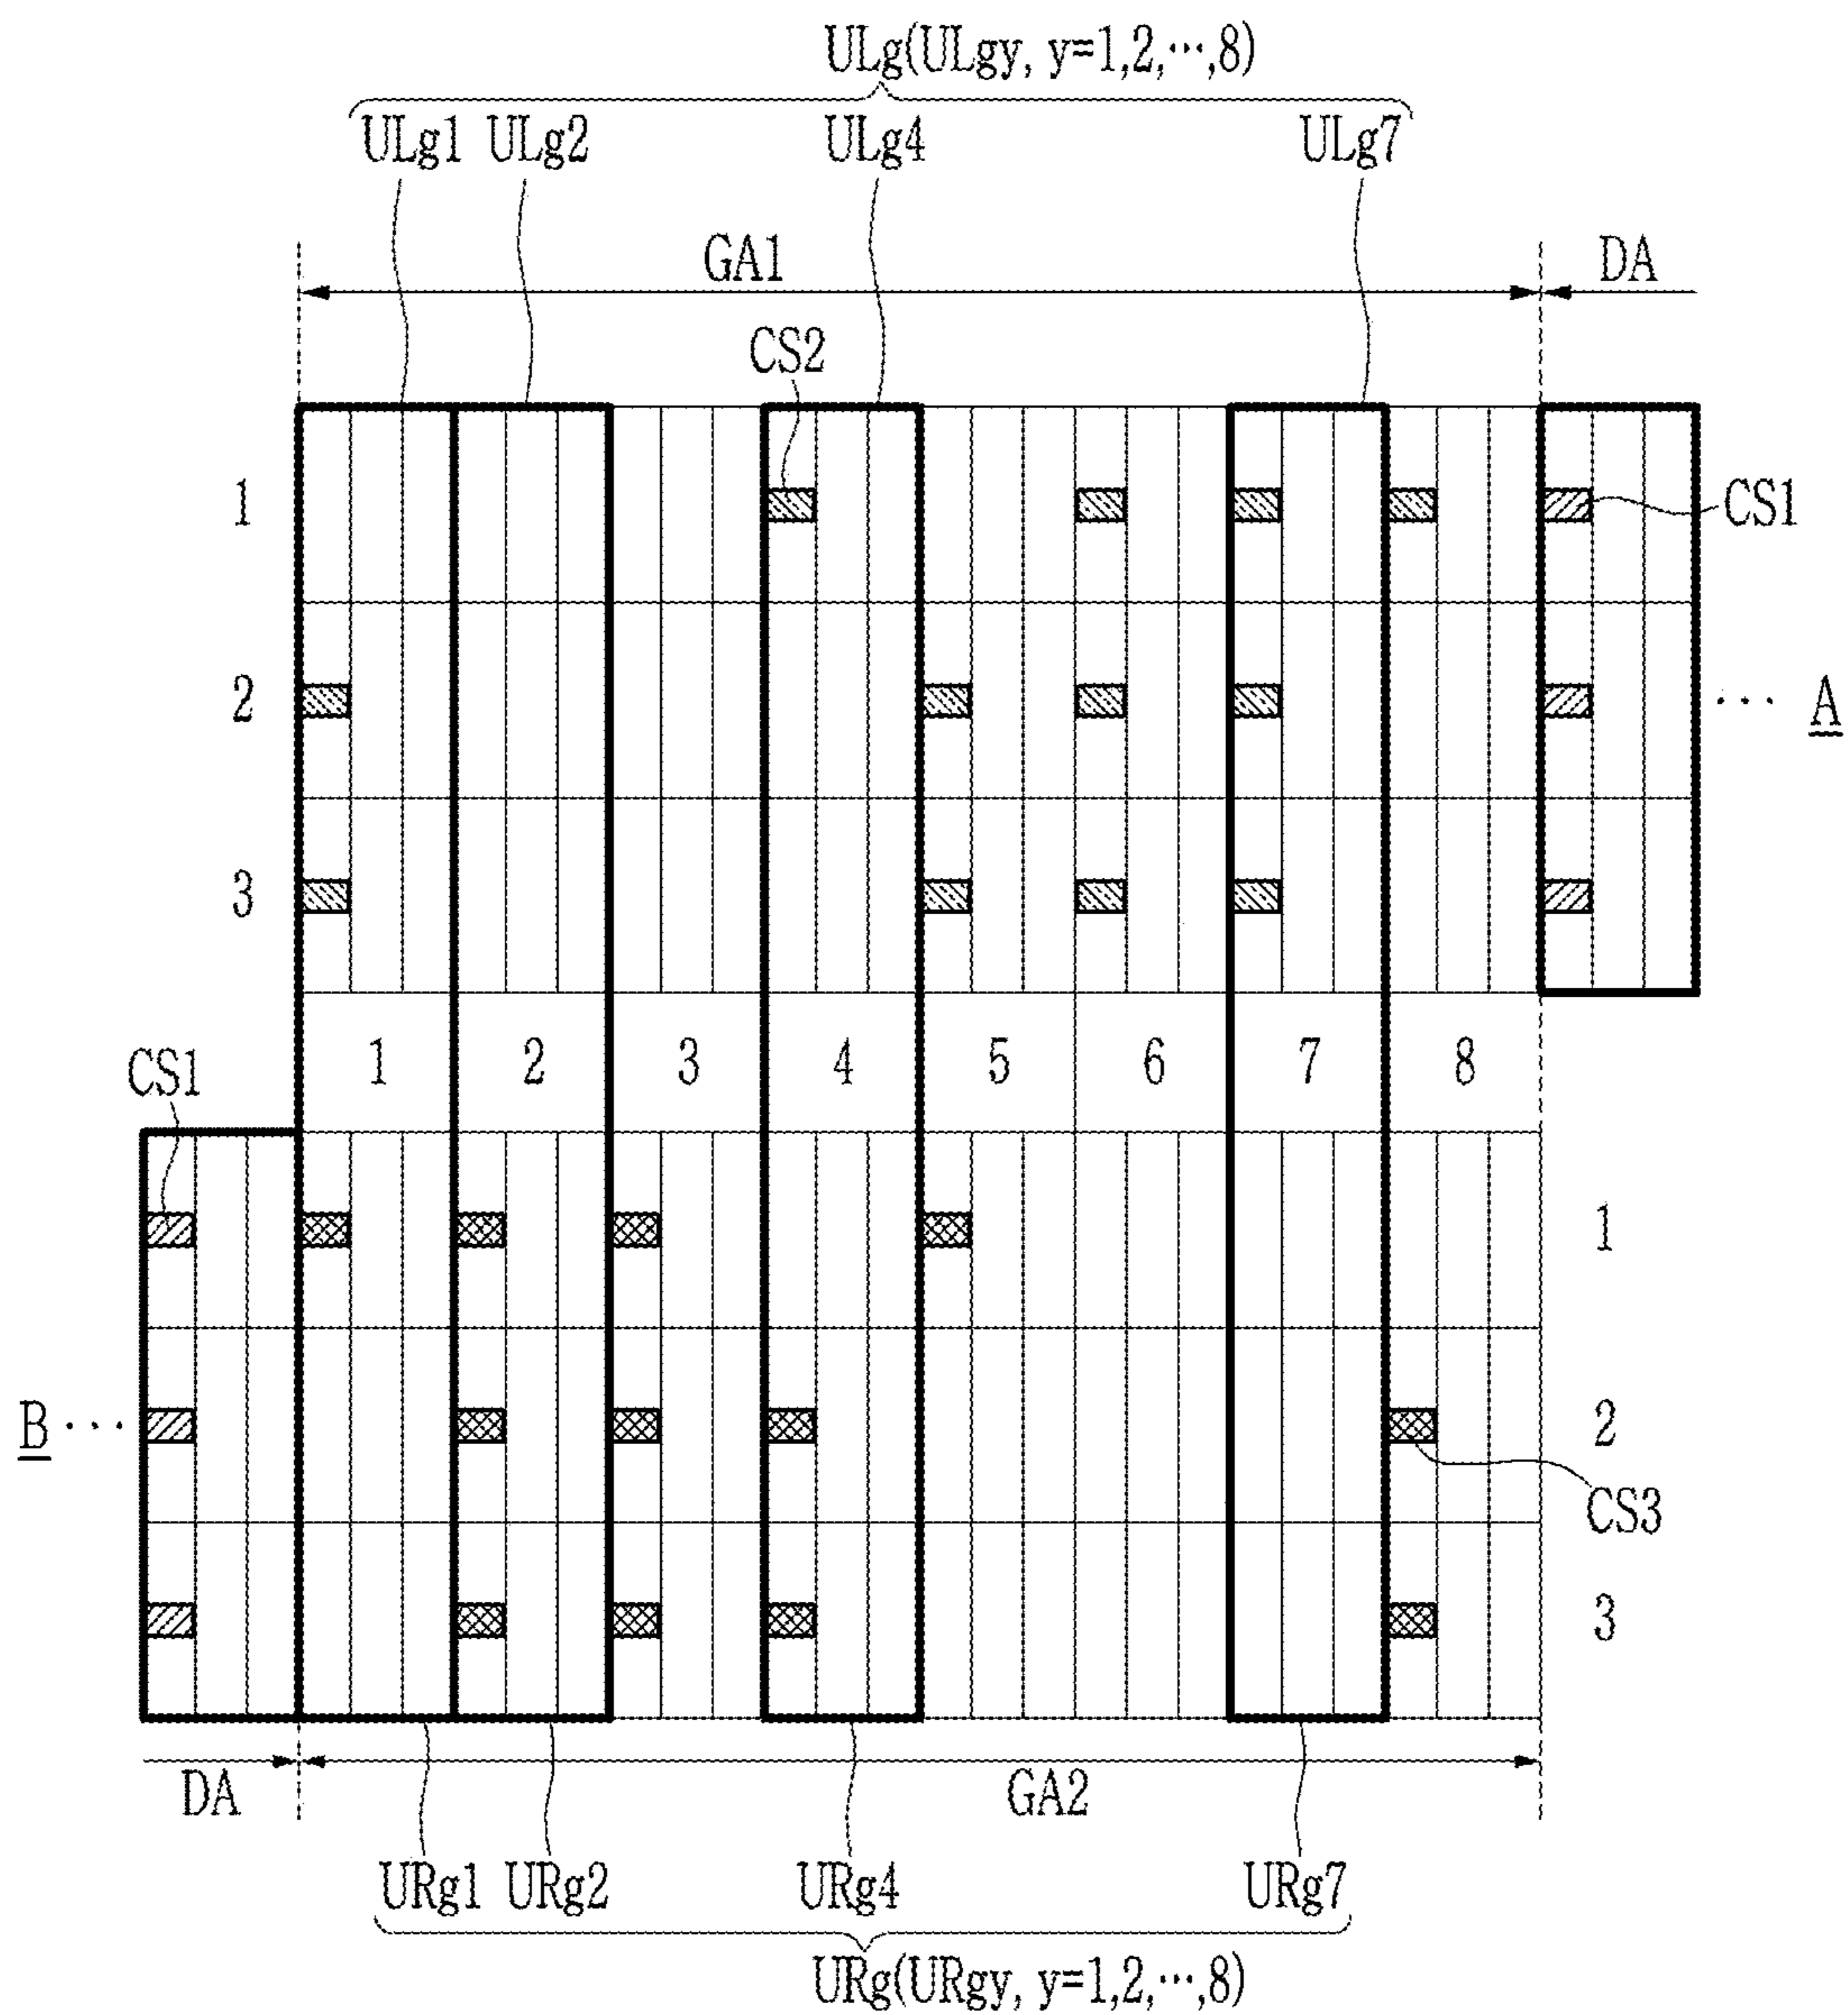 ULg(ULgy, y=1,2,⋯,8)
ULg1 ULg2 ULg4 ULg7
GA1 DA
CS2
1 CS1
2 ⋯ A
3
1 2 3 4 5 6 7 8
CS1
1
B ⋯ 2
CS3
3
DA GA2
URg1 URg2 URg4 URg7
URg(URgy, y=1,2,⋯,8)